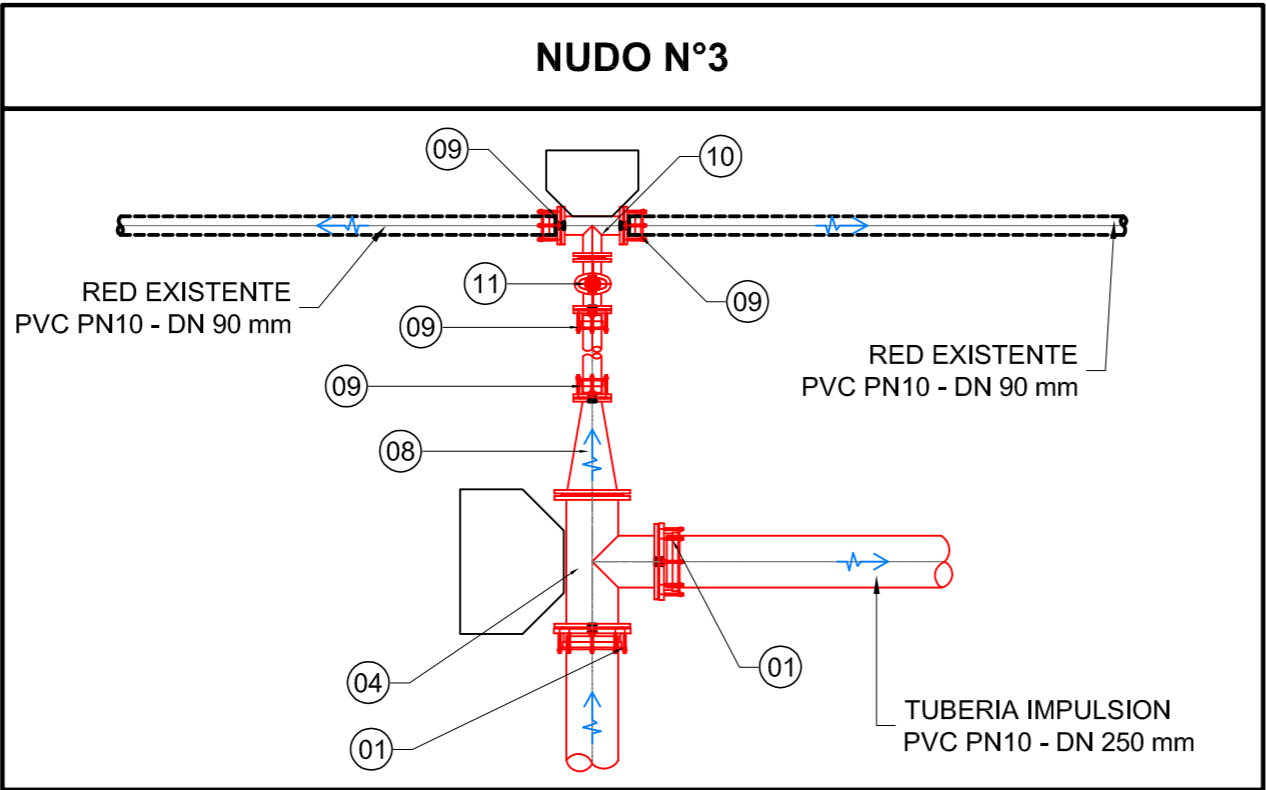 NUDO N°3
09
10
RED EXISTENTE
PVC PN10 - DN 90 mm
11
09
09
RED EXISTENTE
PVC PN10 - DN 90 mm
09
08
04
01
01
TUBERIA IMPULSION
PVC PN10 - DN 250 mm